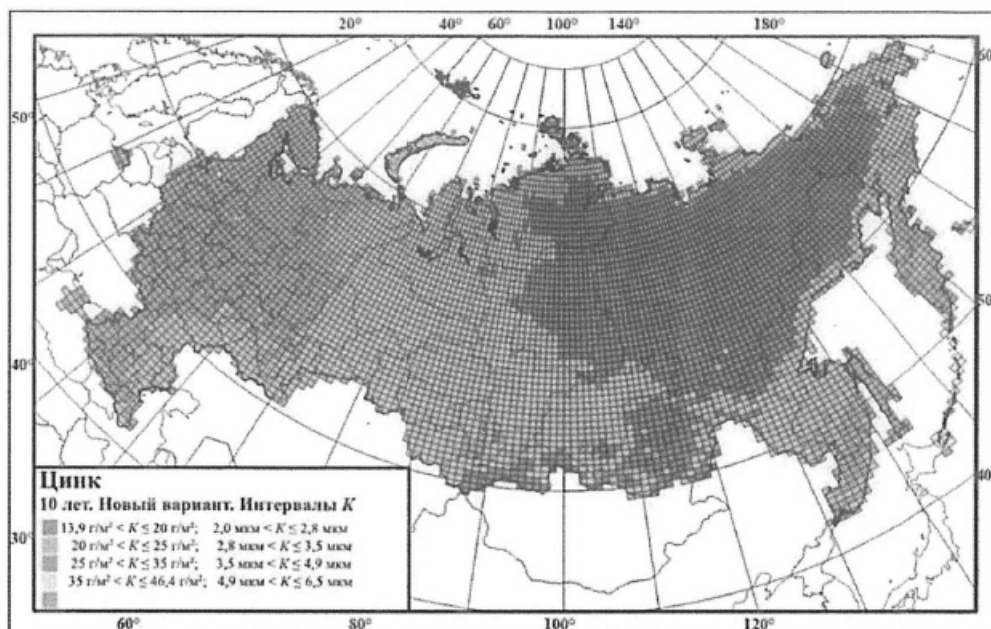 20° 40° 60° 100° 140° 180°
60°
50°
50°
40°
40°
30°
Цинк
10 лет. Новый вариант. Интервалы K
13,9 г/м² < K ≤ 20 г/м²; 2,0 мкм < K ≤ 2,8 мкм
20 г/м² < K ≤ 25 г/м²; 2,8 мкм < K ≤ 3,5 мкм
25 г/м² < K ≤ 35 г/м²; 3,5 мкм < K ≤ 4,9 мкм
35 г/м² < K ≤ 46,4 г/м²; 4,9 мкм < K ≤ 6,5 мкм
60° 80° 100° 120°